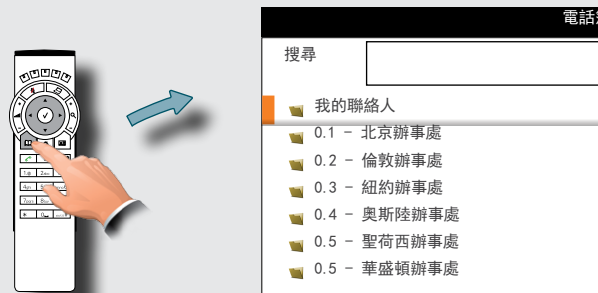 電話
搜尋
我的聯絡人
0.1 - 北京辦事處
0.2 - 倫敦辦事處
0.3 - 紐約辦事處
0.4 - 奧斯陸辦事處
0.5 - 聖荷西辦事處
0.5 - 華盛頓辦事處